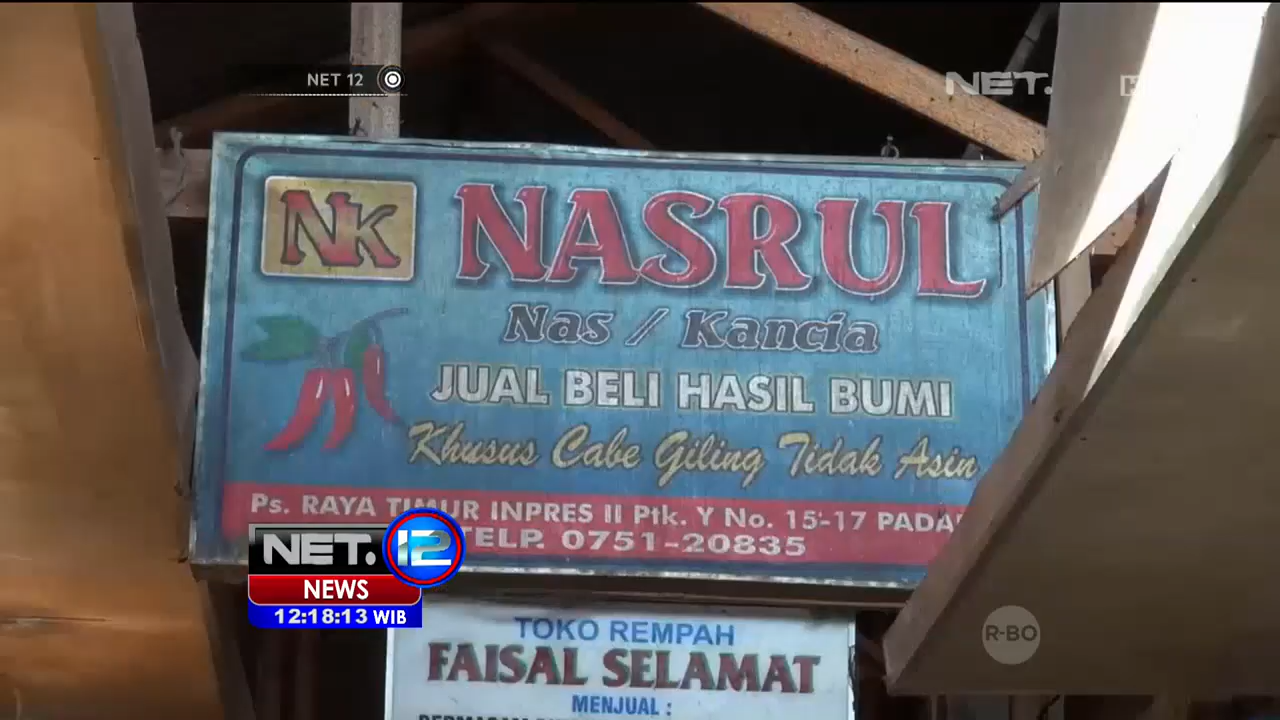 NET 12
NET.
NK
NASRUL
Nas / Kancia
JUAL BELI HASIL BUMI
Khusus Cabe Giling Tidak Asin
Ps. RAYA TIMUR INPRES II Ptk. Y No. 15-17
TELP. 0751-20835
NET. 12
NEWS
12:18:13 WIB
TOKO REMPAH
FAISAL SELAMAT
MENJUAL :
R-BO